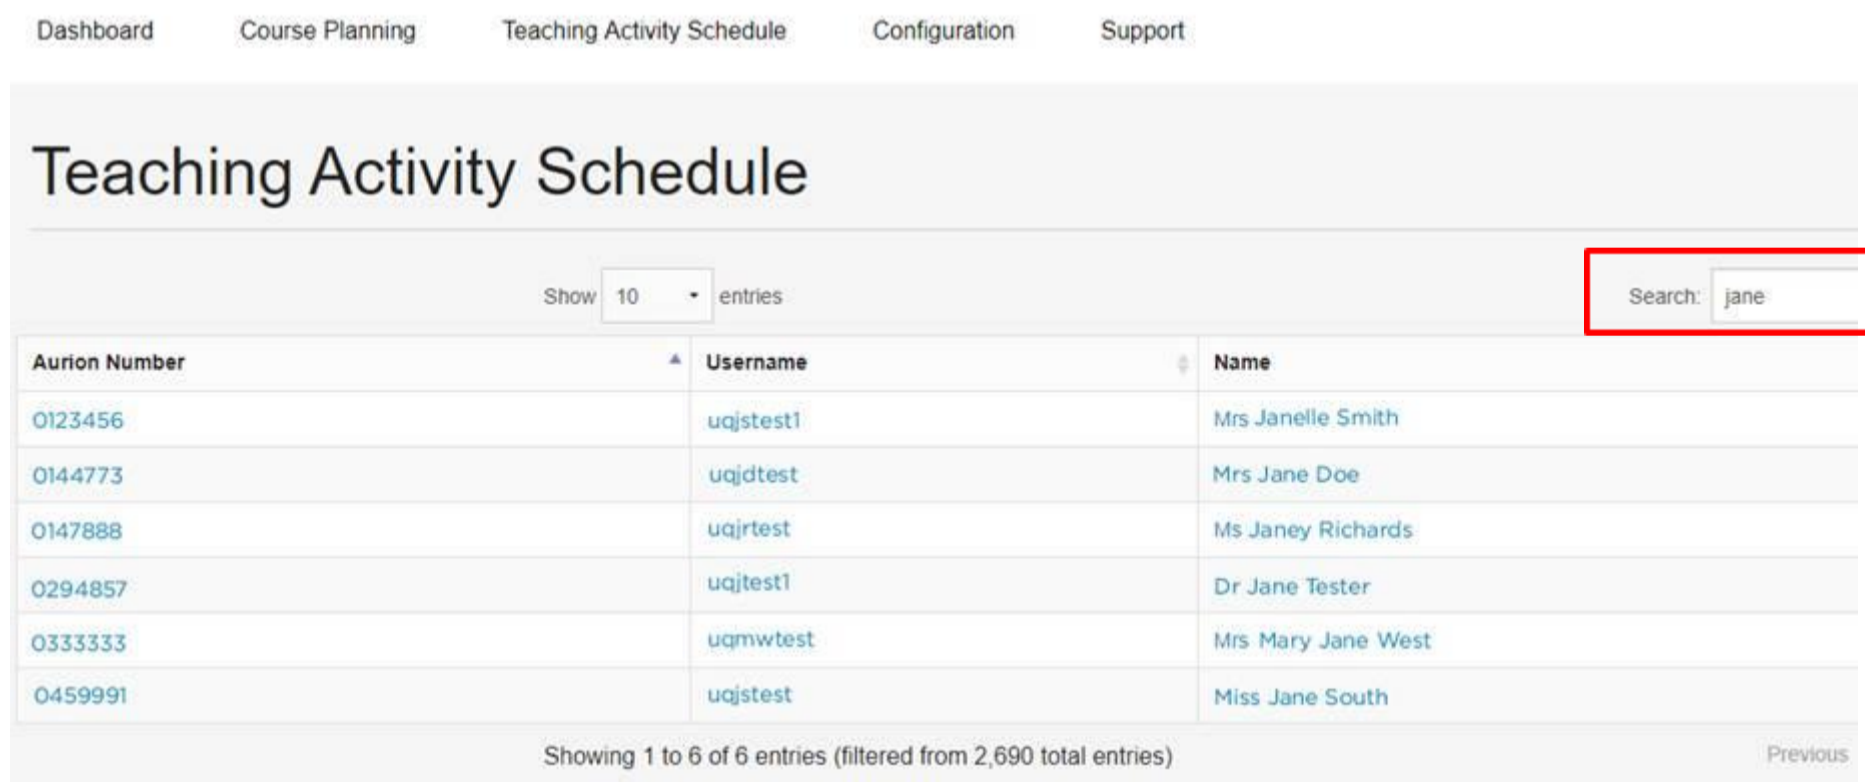 Dashboard Course Planning Teaching Activity Schedule Configuration Support
Teaching Activity Schedule
Show 10 entries Search: jane
Aurion Number Username Name
0123456 uqjstest1 Mrs Janelle Smith
0144773 uqjdtest Mrs Jane Doe
0147888 uqjrtest Ms Janey Richards
0294857 uqjtest1 Dr Jane Tester
0333333 uqmwtest Mrs Mary Jane West
0459991 uqjstest Miss Jane South
Showing 1 to 6 of 6 entries (filtered from 2,690 total entries) Previous